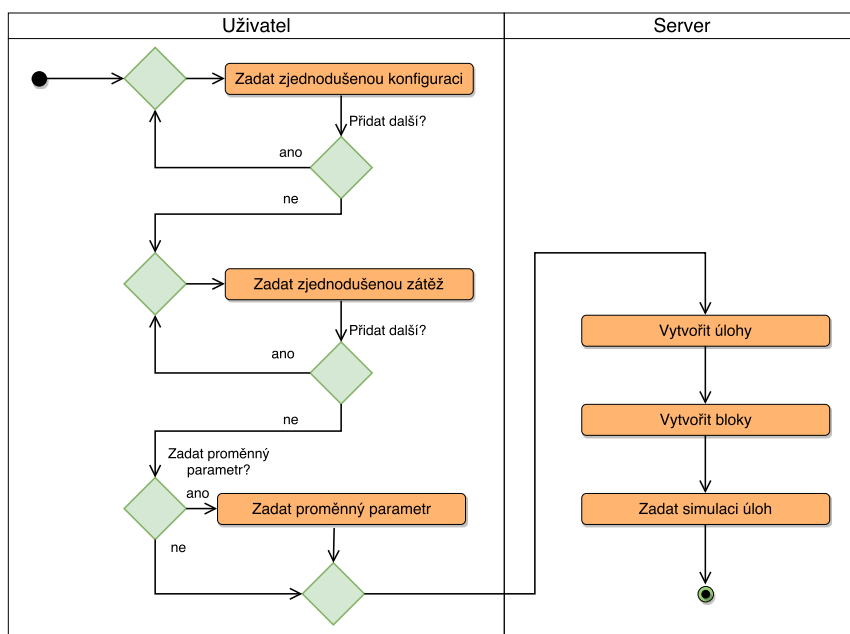 Uživatel
Server
Zadat zjednodušenou konfiguraci
Přidat další?
ano
ne
Zadat zjednodušenou zátěž
Přidat další?
ano
ne
Zadat proměnný
parametr?
ano
Zadat proměnný parametr
ne
Vytvořit úlohy
Vytvořit bloky
Zadat simulaci úloh